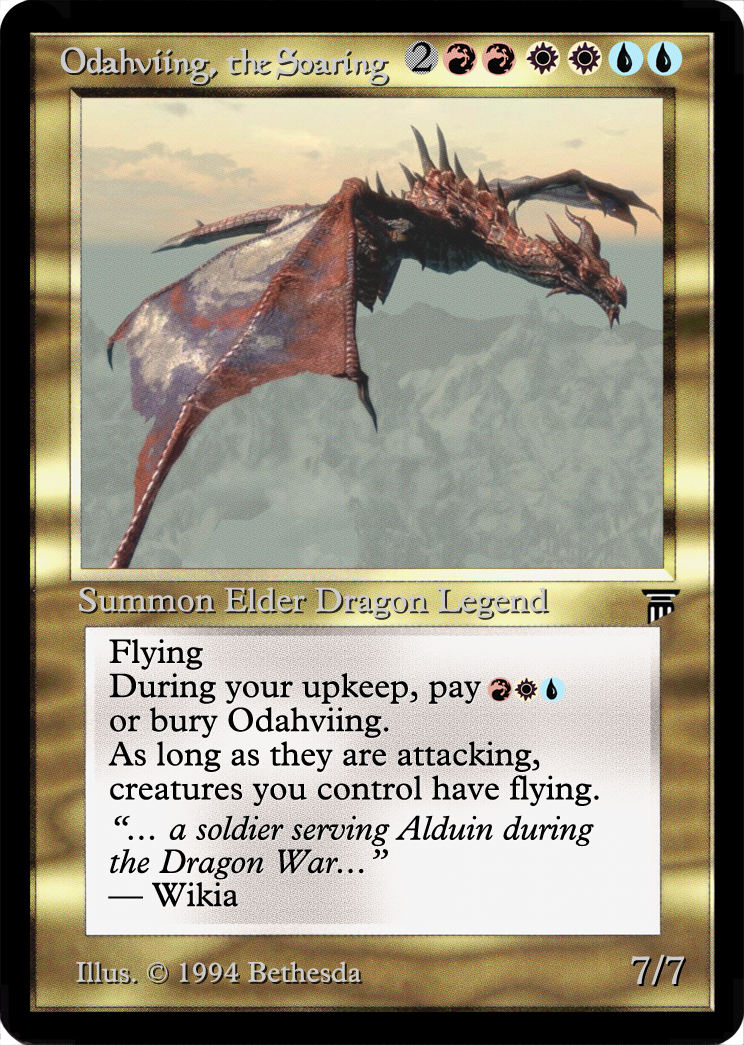 Odahviing, the Soaring 2
Summon Elder Dragon Legend
Flying
During your upkeep, pay
or bury Odahviing.
As long as they are attacking,
creatures you control have flying.
“... a soldier serving Alduin during
the Dragon War...”
— Wikia
Illus. © 1994 Bethesda 7/7